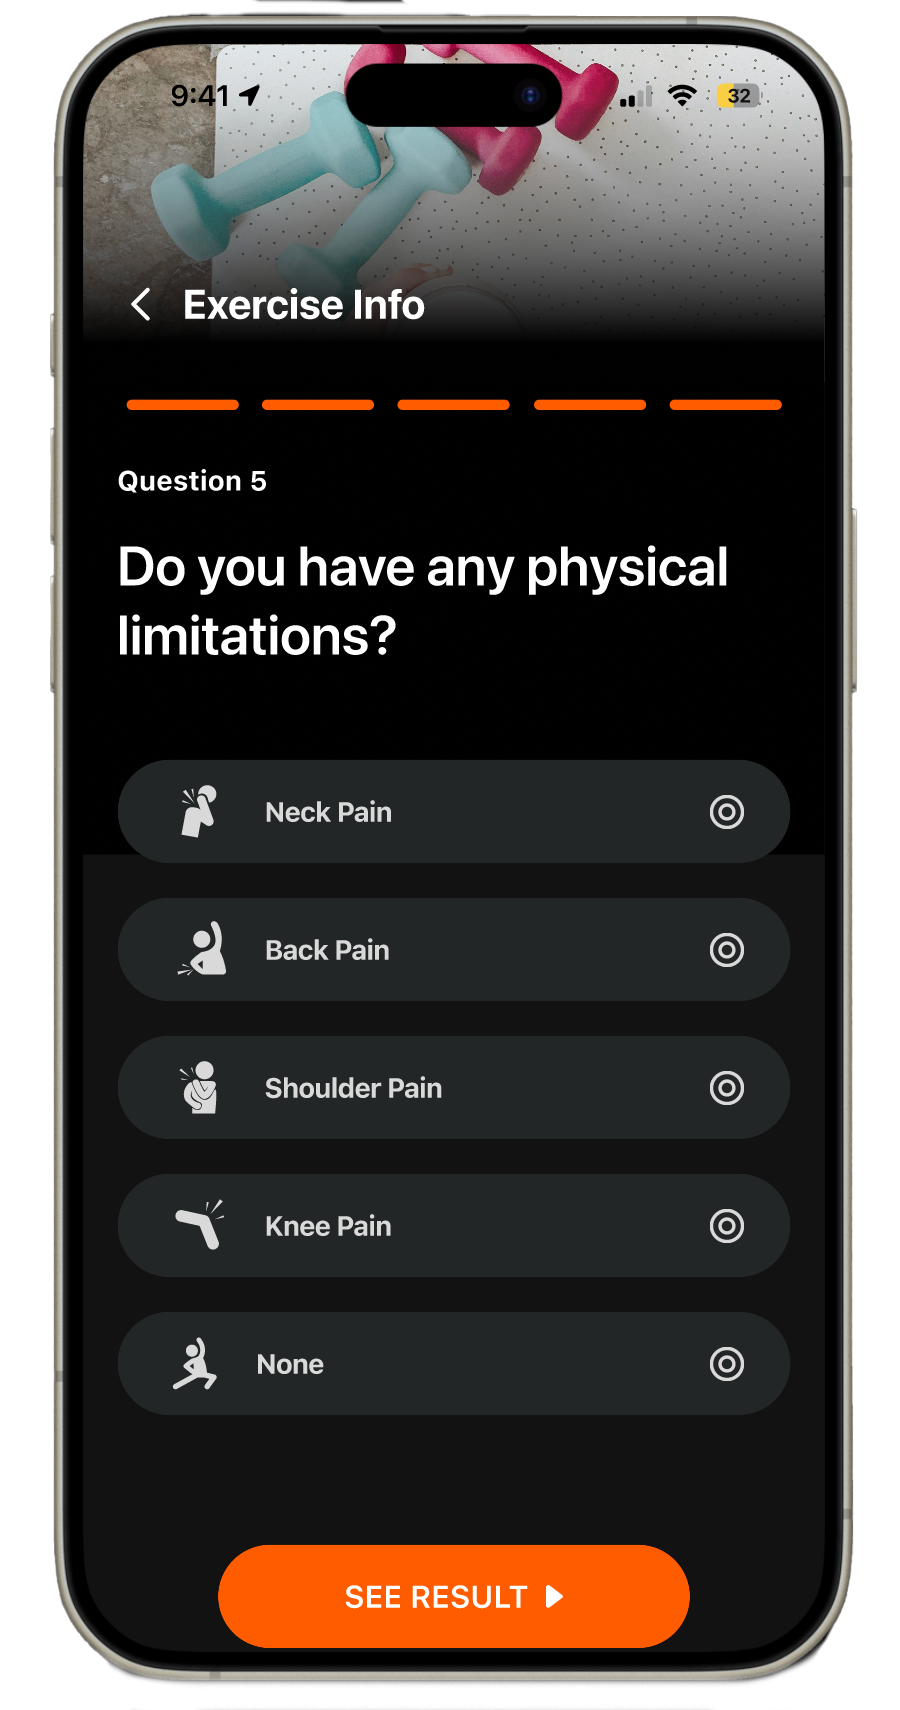 9:41
32
Exercise Info
Question 5
Do you have any physical
limitations?
Neck Pain
Back Pain
Shoulder Pain
Knee Pain
None
SEE RESULT